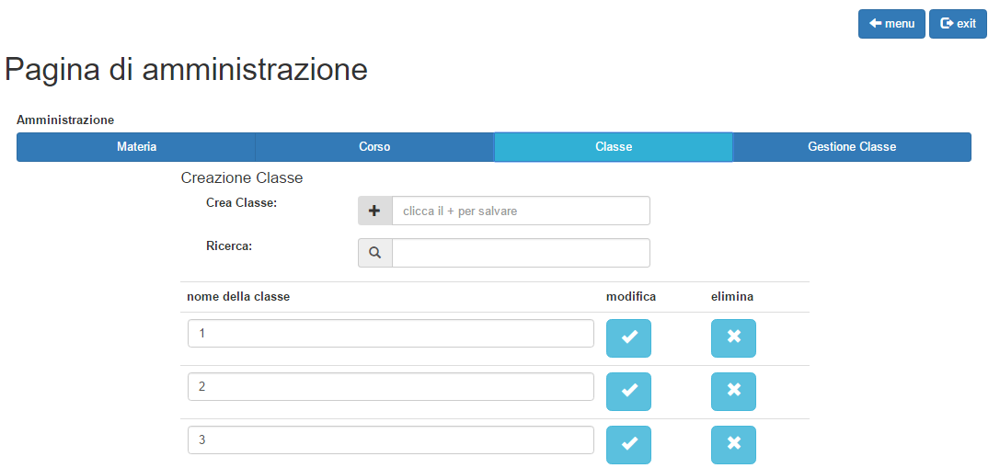 menu exit
Pagina di amministrazione
Amministrazione
Materia Corso Classe Gestione Classe
Creazione Classe
Crea Classe: + clicca il + per salvare
Ricerca:
nome della classe modifica elimina
1
2
3